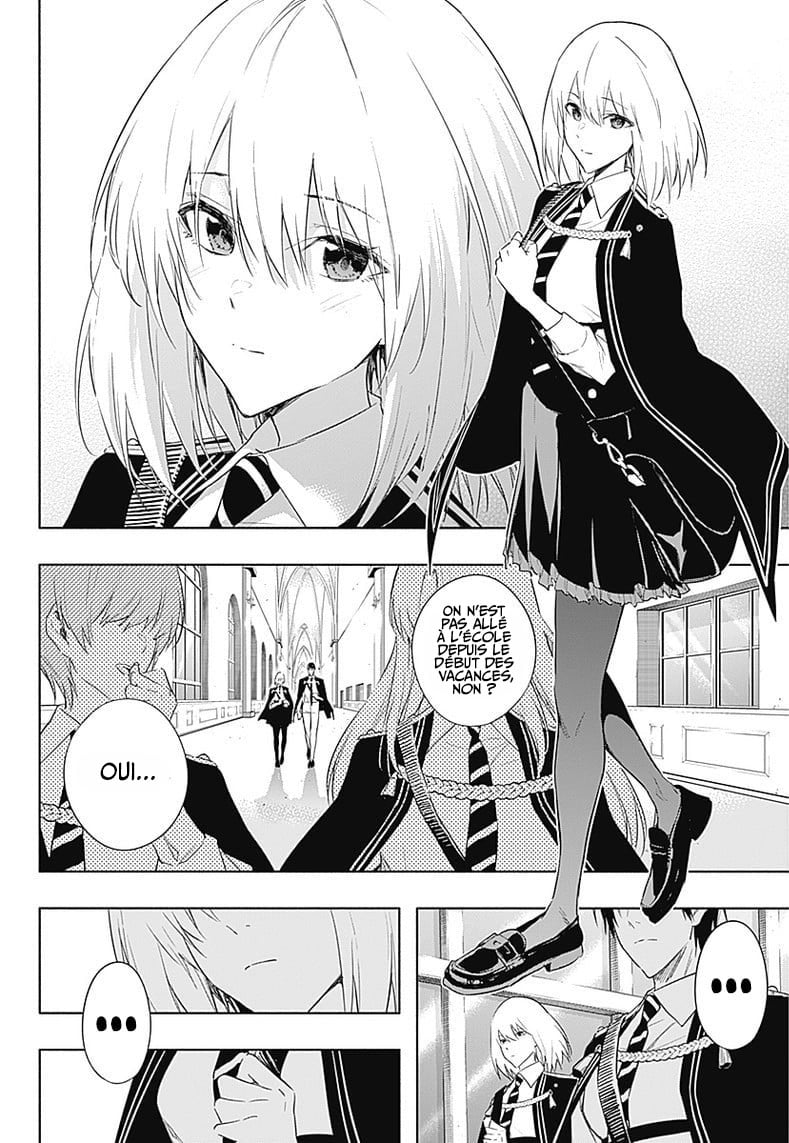 ON N'EST
PAS ALLÉ
À L'ÉCOLE
DEPUIS LE
DÉBUT DES
VACANCES,
NON ?
OUI...
...
...